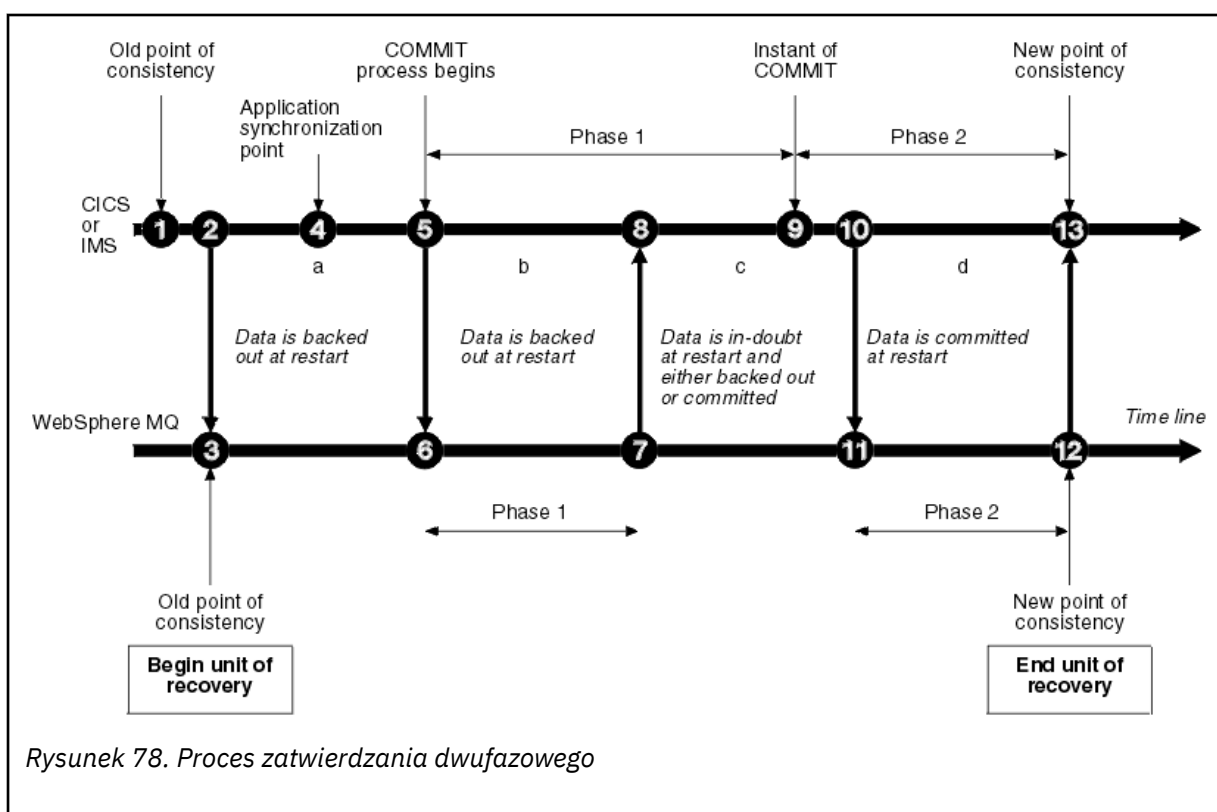 Old point of
consistency
COMMIT
process begins
Instant of
COMMIT
New point of
consistency
Application
synchronization
point
Phase 1
Phase 2
CICS
or
IMS
1
2
4
5
8
9
10
13
a
b
c
d
Data is backed
out at restart
Data is backed
out at restart
Data is in-doubt
at restart and
either backed out
or committed
Data is committed
at restart
WebSphere MQ
Time line
3
6
7
11
12
Phase 1
Phase 2
Old point of
consistency
New point of
consistency
Begin unit of
recovery
End unit of
recovery
Rysunek 78. Proces zatwierdzania dwufazowego